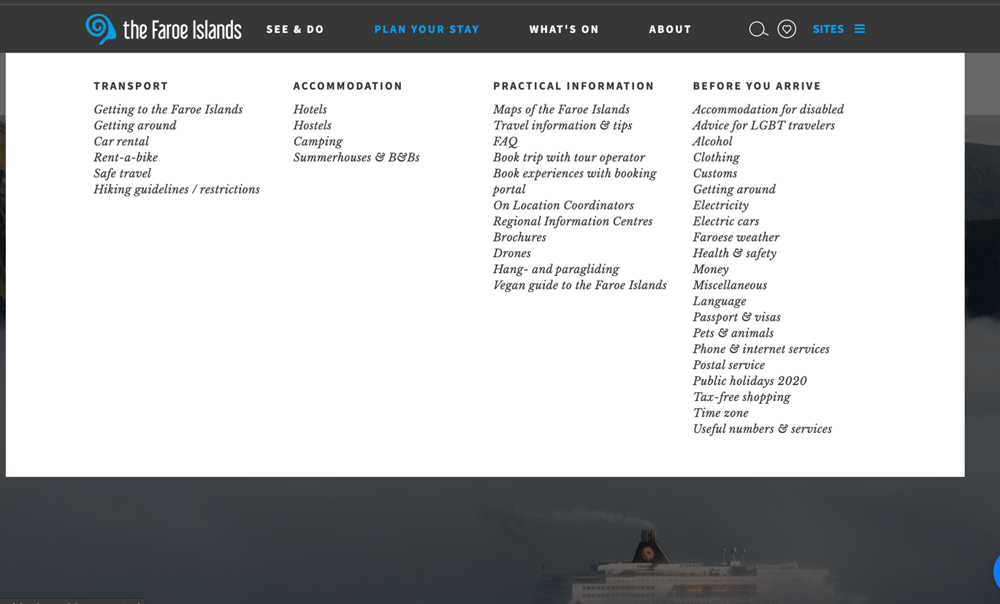 the Faroe Islands
SEE & DO
PLAN YOUR STAY
WHAT'S ON
ABOUT
SITES
TRANSPORT
Getting to the Faroe Islands
Getting around
Car rental
Rent-a-bike
Safe travel
Hiking guidelines / restrictions
ACCOMMODATION
Hotels
Hostels
Camping
Summerhouses & B&Bs
PRACTICAL INFORMATION
Maps of the Faroe Islands
Travel information & tips
FAQ
Book trip with tour operator
Book experiences with booking
portal
On Location Coordinators
Regional Information Centres
Brochures
Drones
Hang- and paragliding
Vegan guide to the Faroe Islands
BEFORE YOU ARRIVE
Accommodation for disabled
Advice for LGBT travelers
Alcohol
Clothing
Customs
Getting around
Electricity
Electric cars
Faroese weather
Health & safety
Money
Miscellaneous
Language
Passport & visas
Pets & animals
Phone & internet services
Postal service
Public holidays 2020
Tax-free shopping
Time zone
Useful numbers & services